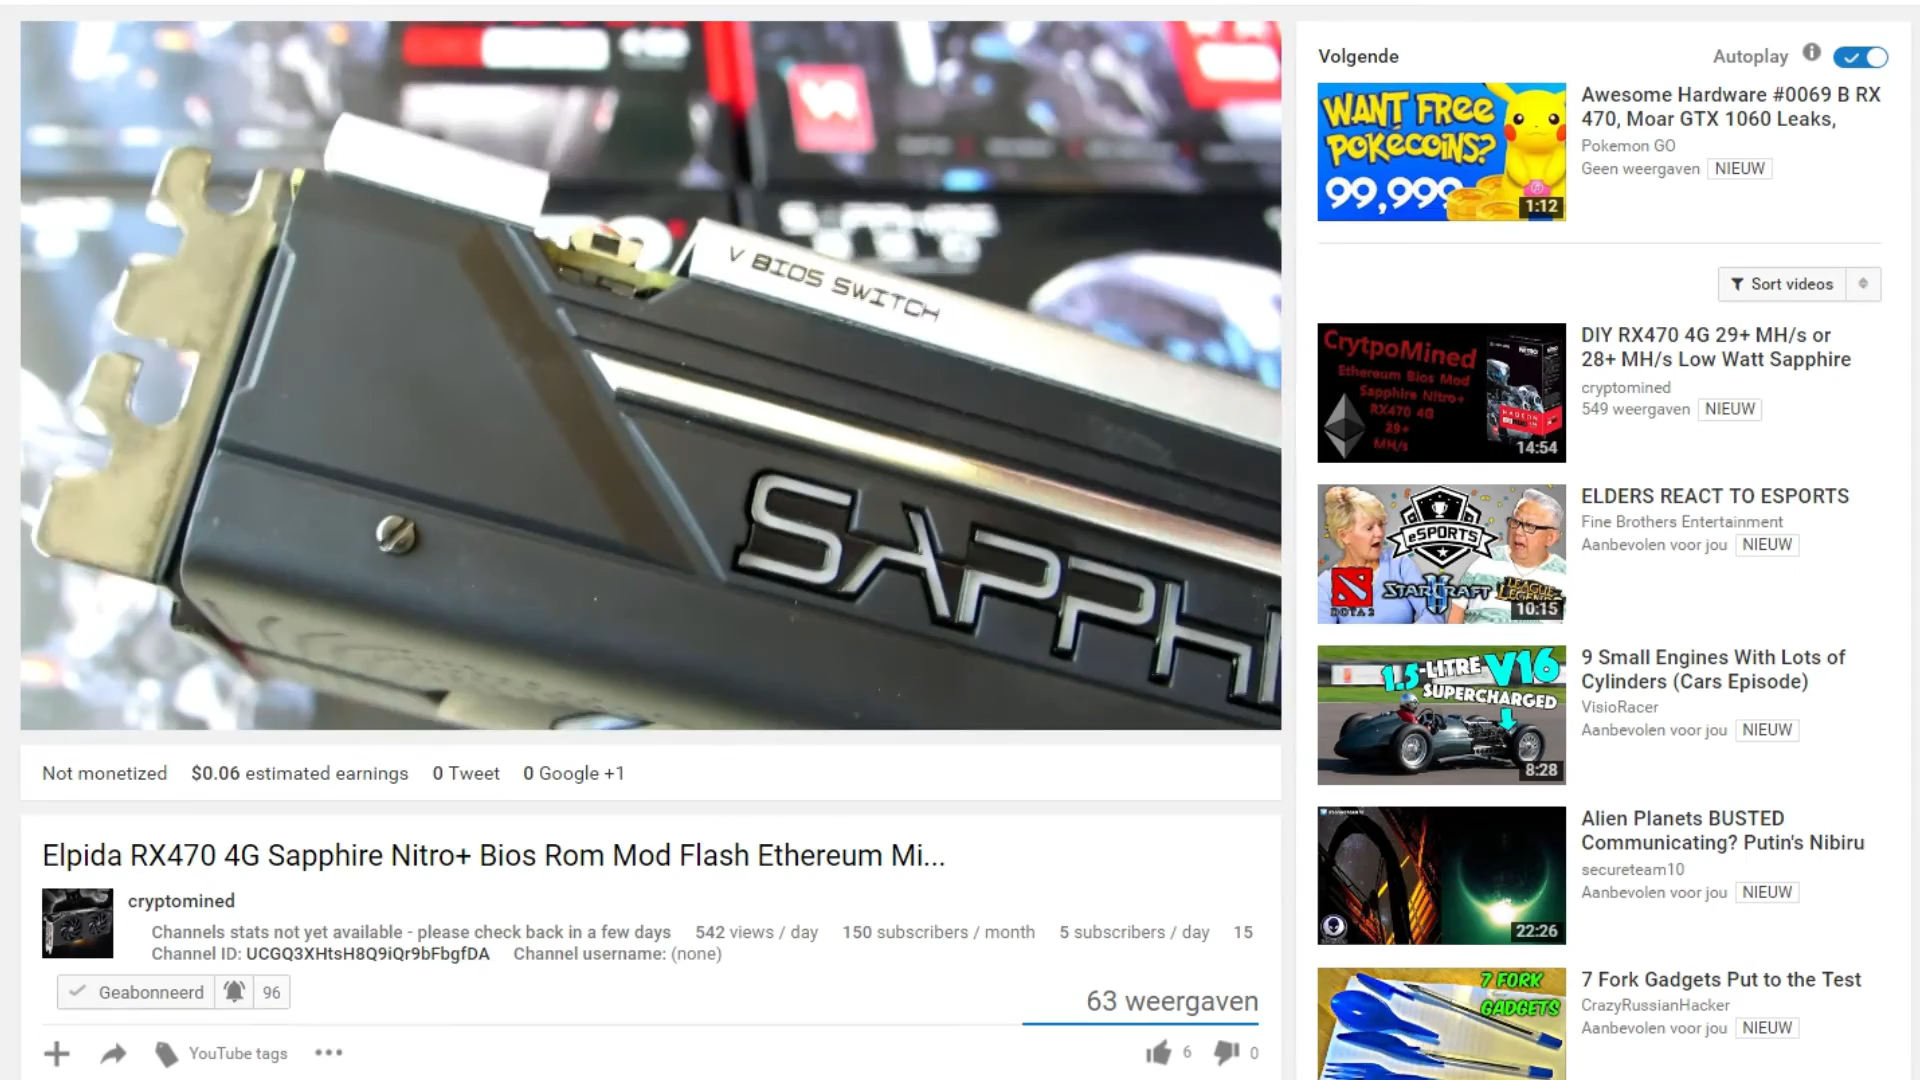 V BIOS SWITCH
SAPPHI
Not monetized $0.06 estimated earnings 0 Tweet 0 Google +1
Elpida RX470 4G Sapphire Nitro+ Bios Rom Mod Flash Ethereum Mi...
cryptomined
Channels stats not yet available - please check back in a few days 542 views / day 150 subscribers / month 5 subscribers / day 15
Channel ID: UCGQ3XHtsH8Q9iQr9bFbgfDA Channel username: (none)
Geabonneerd 96
63 weergaven
YouTube tags
6 0
Volgende Autoplay
WANT FREE
POKÉCOINS?
99,999
1:12
Awesome Hardware #0069 B RX
470, Moar GTX 1060 Leaks,
Pokemon GO
Geen weergaven NIEUW
Sort videos
CrytpoMined
Ethereum Bios Mod
Sapphire Nitro+
RX470 4G
29+
MH/s
14:54
DIY RX470 4G 29+ MH/s or
28+ MH/s Low Watt Sapphire
cryptomined
549 weergaven NIEUW
eSPORTS
DOTA 2
STARCRAFT II
LEAGUE
LEGENDS
10:15
ELDERS REACT TO ESPORTS
Fine Brothers Entertainment
Aanbevolen voor jou NIEUW
1.5-LITRE V16
SUPERCHARGED
8:28
9 Small Engines With Lots of
Cylinders (Cars Episode)
VisioRacer
Aanbevolen voor jou NIEUW
22:26
Alien Planets BUSTED
Communicating? Putin's Nibiru
secureteam10
Aanbevolen voor jou NIEUW
7 FORK
GADGETS
7 Fork Gadgets Put to the Test
CrazyRussianHacker
Aanbevolen voor jou NIEUW